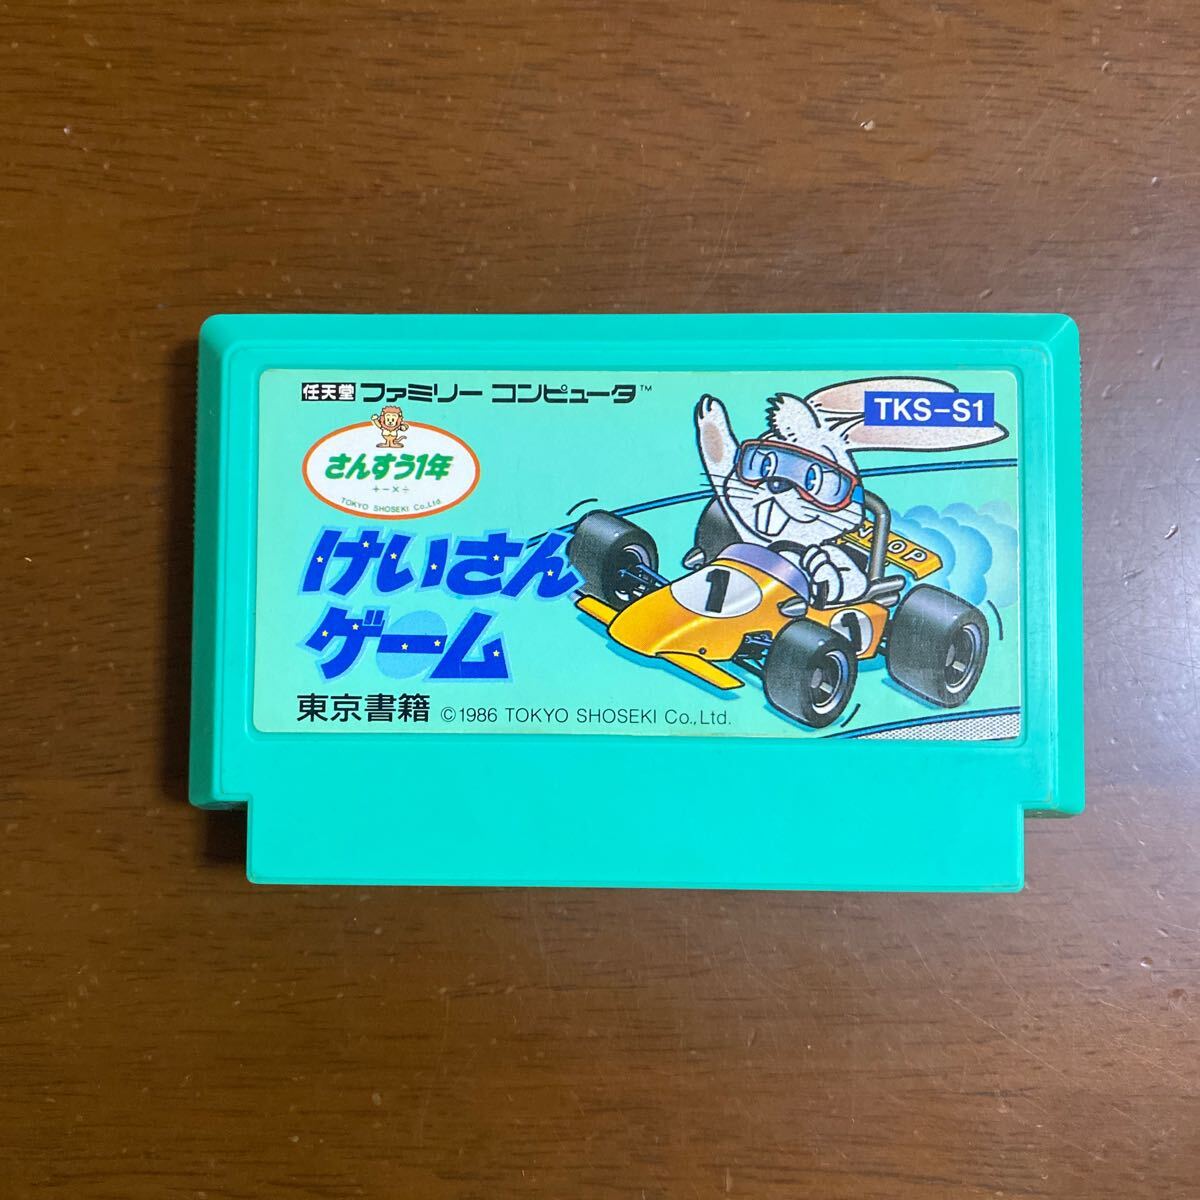 任天堂 ファミリー コンピュータ™
TKS-S1
さんすう1年
+-×÷
TOKYO SHOSEKI Co.,Ltd.
けいさん
ゲーム
1
1
東京書籍 ©1986 TOKYO SHOSEKI Co.,Ltd.